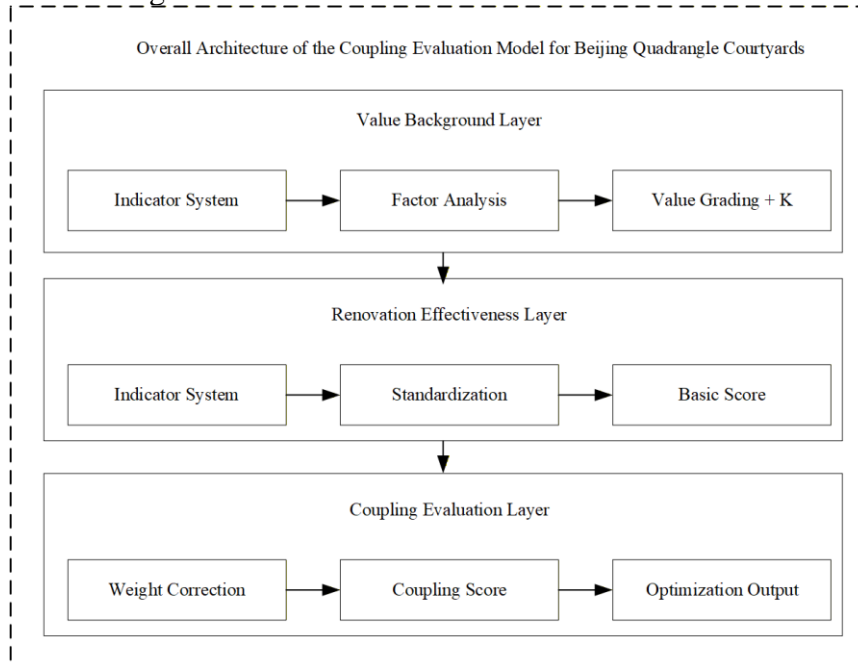 Overall Architecture of the Coupling Evaluation Model for Beijing Quadrangle Courtyards
Value Background Layer
Indicator System
Factor Analysis
Value Grading + K
Renovation Effectiveness Layer
Indicator System
Standardization
Basic Score
Coupling Evaluation Layer
Weight Correction
Coupling Score
Optimization Output